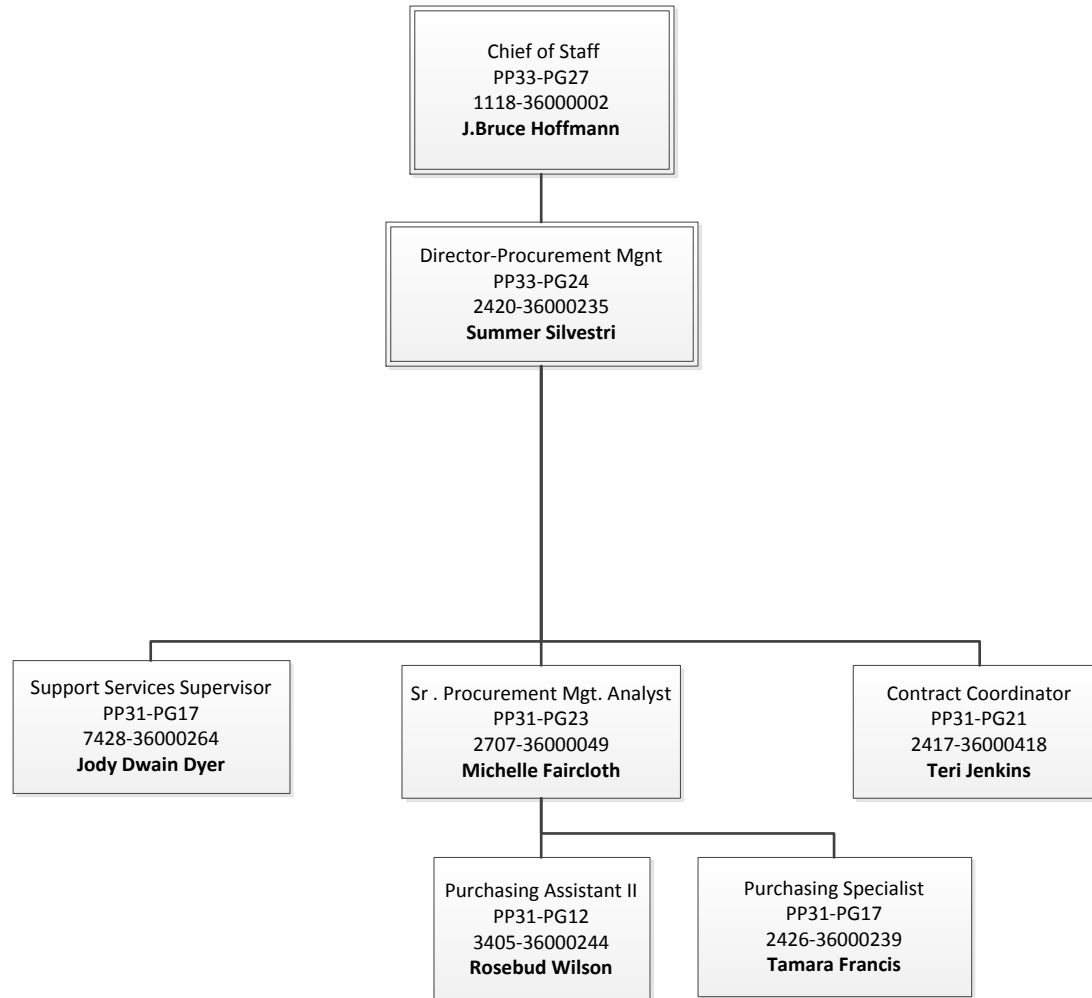 Chief of Staff
PP33-PG27
1118-36000002
J.Bruce Hoffmann
Director-Procurement Mgnt
PP33-PG24
2420-36000235
Summer Silvestri
Support Services Supervisor
PP31-PG17
7428-36000264
Jody Dwain Dyer
Sr . Procurement Mgt. Analyst
PP31-PG23
2707-36000049
Michelle Faircloth
Contract Coordinator
PP31-PG21
2417-36000418
Teri Jenkins
Purchasing Assistant II
PP31-PG12
3405-36000244
Rosebud Wilson
Purchasing Specialist
PP31-PG17
2426-36000239
Tamara Francis